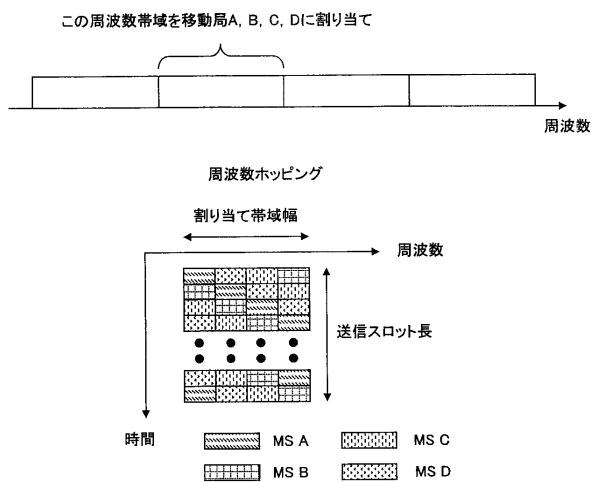 この周波数帯域を移動局A, B, C, Dに割り当て
周波数
周波数ホッピング
割り当て帯域幅
周波数
送信スロット長
時間
MS A
MS C
MS B
MS D